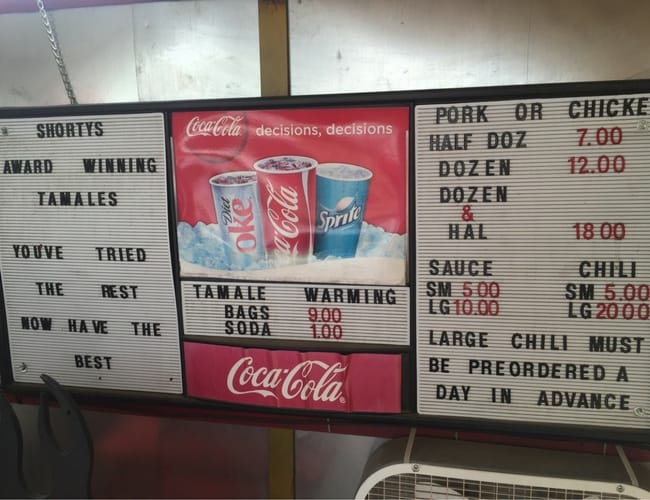 SHORTYS
AWARD WINNING
TAMALES
YOU'VE TRIED
THE REST
NOW HAVE THE
BEST
Coca-Cola decisions, decisions
Diet
oke
Coca-Cola
Sprite
TAMALE WARMING
BAGS 9.00
SODA 1.00
Coca-Cola
PORK OR CHICKE
HALF DOZ 7.00
DOZEN 12.00
DOZEN
&
HAL 18 00
SAUCE CHILI
SM 5 00 SM 5.00
LG 10.00 LG 20 00
LARGE CHILI MUST
BE PREORDERED A
DAY IN ADVANCE